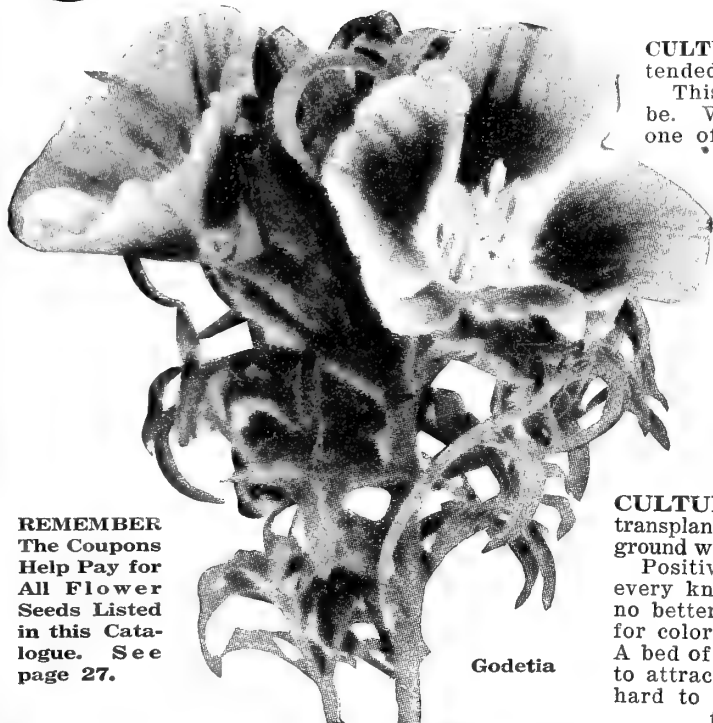 CULTU
tended
This
be. V
one of
REMEMBER
The Coupons
Help Pay for
All Flower
Seeds Listed
in this Cata-
logue. See
page 27.
Godetia
CULTU
transplan
ground w
Positiv
every kn
no better
for color
A bed of
to attrac
hard to